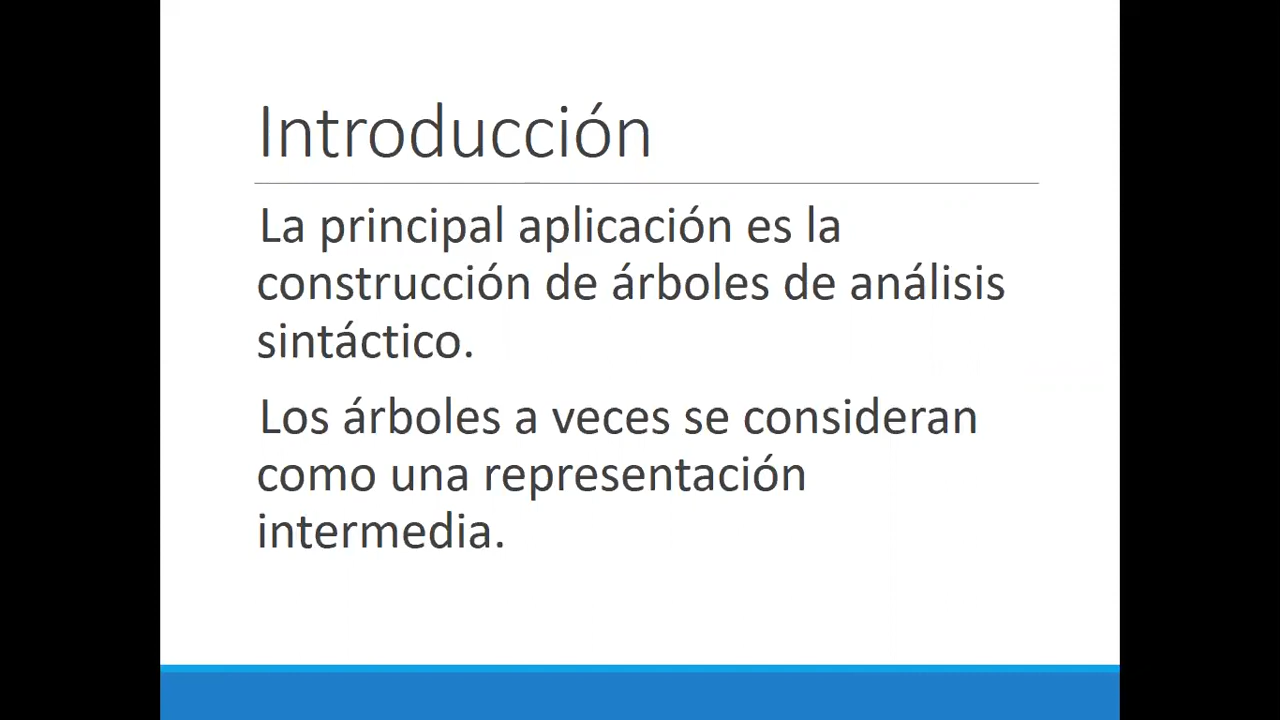 Introducción
La principal aplicación es la
construcción de árboles de análisis
sintáctico.
Los árboles a veces se consideran
como una representación
intermedia.